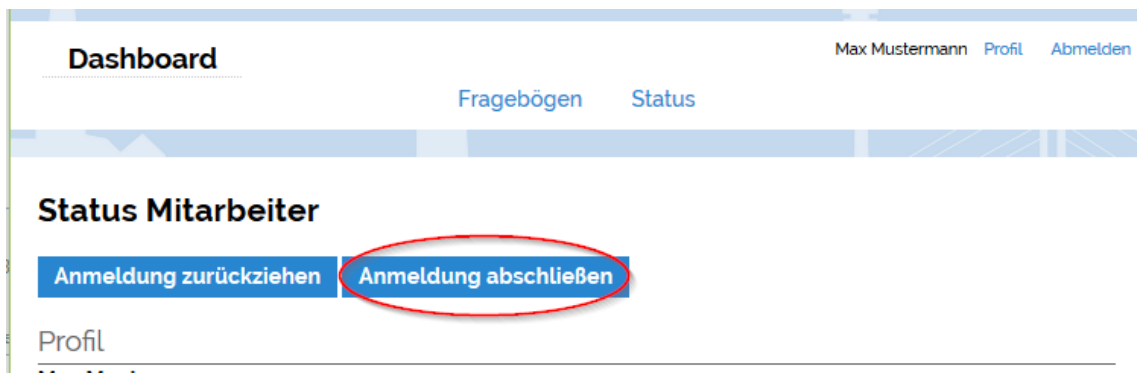 Dashboard
Max Mustermann Profil Abmelden
Fragebögen Status
Status Mitarbeiter
Anmeldung zurückziehen Anmeldung abschließen
Profil